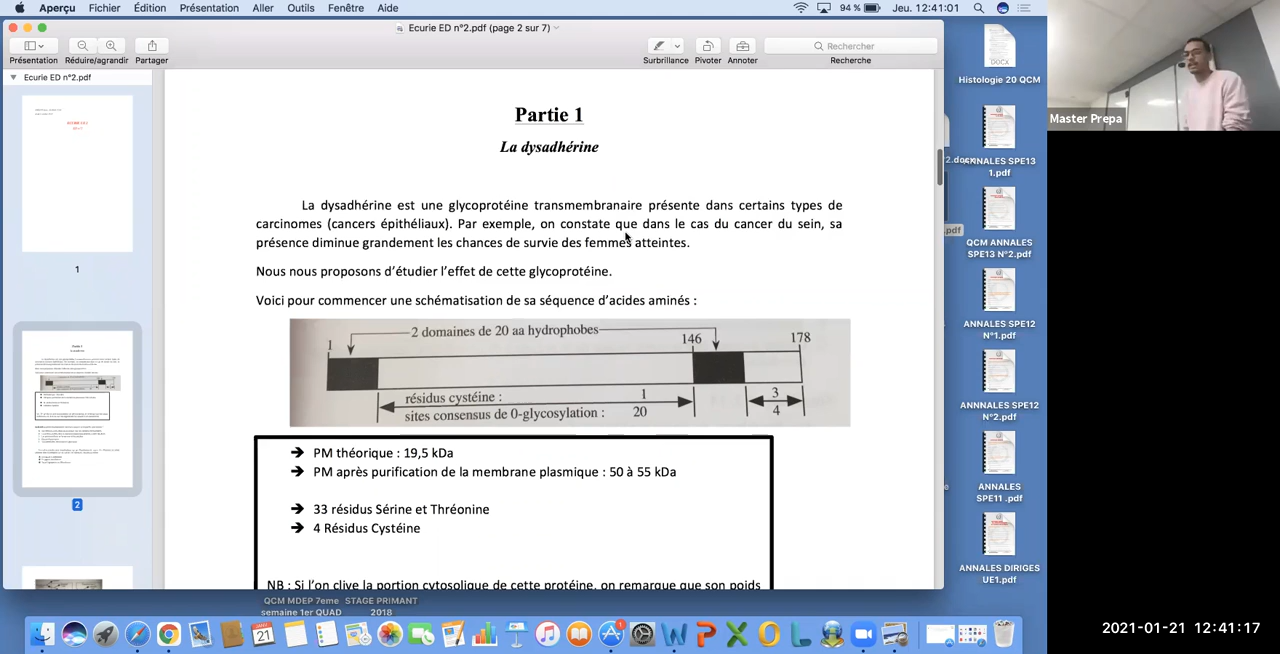 Aperçu Fichier Édition Présentation Aller Outils Fenêtre Aide 94 % Jeu. 12:41:01
Ecurie ED n°2.pdf (page 2 sur 7)
Présentation Réduire/agrandir Partager Surbrillance Pivoter Annoter Rechercher
Recherche
Ecurie ED n°2.pdf
1
2
Partie 1
La dysadhérine
dysadhérine est une glycoprotéine transmembranaire présente dans certains types de
carcinomes (cancers épithéliaux). Par exemple, on constate que dans le cas du cancer du sein, sa
présence diminue grandement les chances de survie des femmes atteintes.
Nous nous proposons d’étudier l’effet de cette glycoprotéine.
Voici pour commencer une schématisation de sa séquence d’acides aminés :
2 domaines de 20 aa hydrophobes
1 146 178
résidus cystéine : 1 3
sites consensus de 0-glycosylation : 20 4
PM théorique : 19,5 kDa
➔ PM après purification de la membrane plasmique : 50 à 55 kDa
➔ 33 résidus Sérine et Thréonine
➔ 4 Résidus Cystéine
NB : si l’on ve la portion cytosolique de cette protéine, on remarque que son poids
DOCX
Histologie 20 QCM
2.docx
ANNALES SPE13
1.pdf
.pdf
QCM ANNALES
SPE13 N°2.pdf
ANNALES SPE12
N°1.pdf
ANNNALES SPE12
N°2.pdf
ANNALES
SPE11 .pdf
ANNALES DIRIGES
UE1.pdf
QCM MDEP 7eme
semaine 1er QUAD
STAGE PRIMANT
2018
Master Prepa
2021-01-21 12:41:17